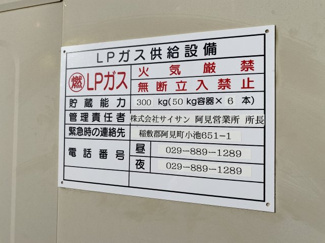 LPガス供給設備
燃 LPガス 火気厳禁
無断立入禁止
貯蔵能力 300 kg(50 kg容器× 6 本)
管理責任者 株式会社サイサン 阿見営業所 所長
緊急時の連絡先 稲敷郡阿見町小池651-1
電話番号 昼 029-889-1289
夜 029-889-1289